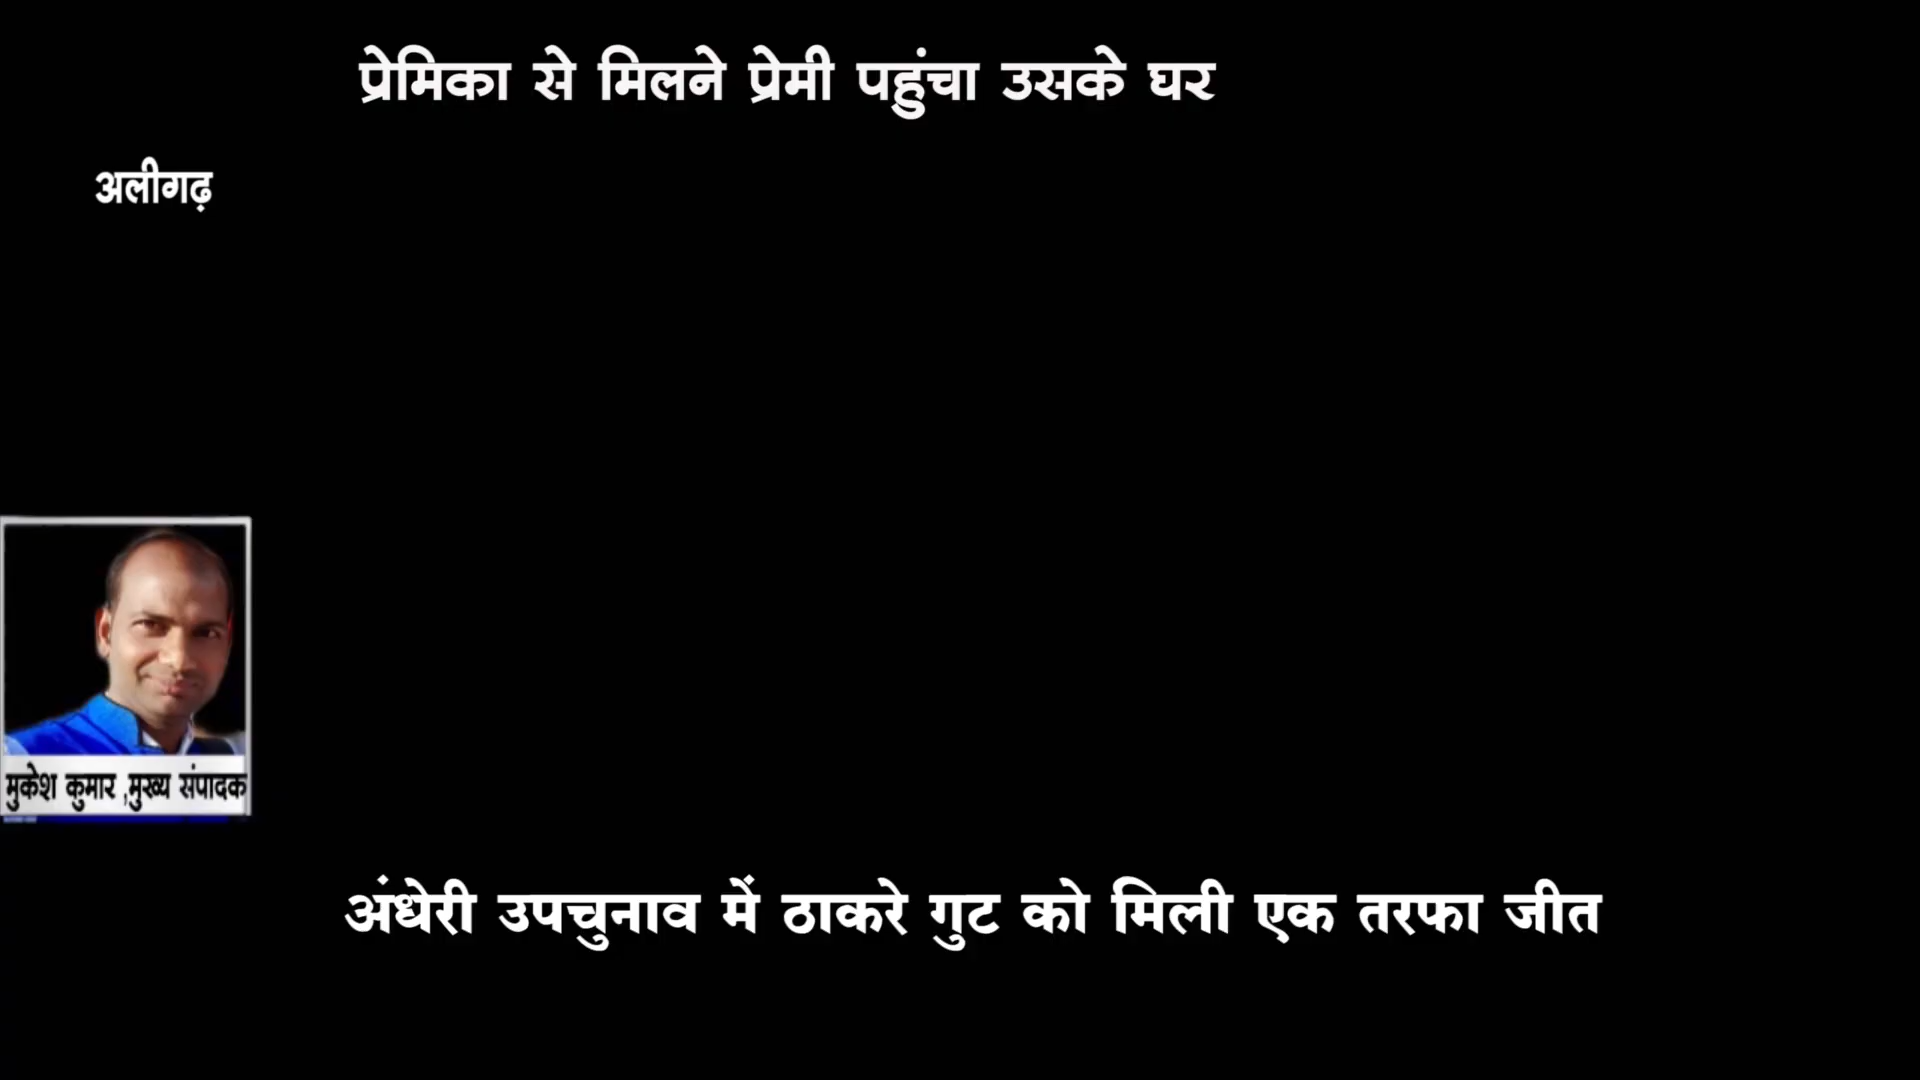 प्रेमिका से मिलने प्रेमी पहुंचा उसके घर
अलीगढ़
मुकेश कुमार ,मुख्य संपादक
अंधेरी उपचुनाव में ठाकरे गुट को मिली एक तरफा जीत